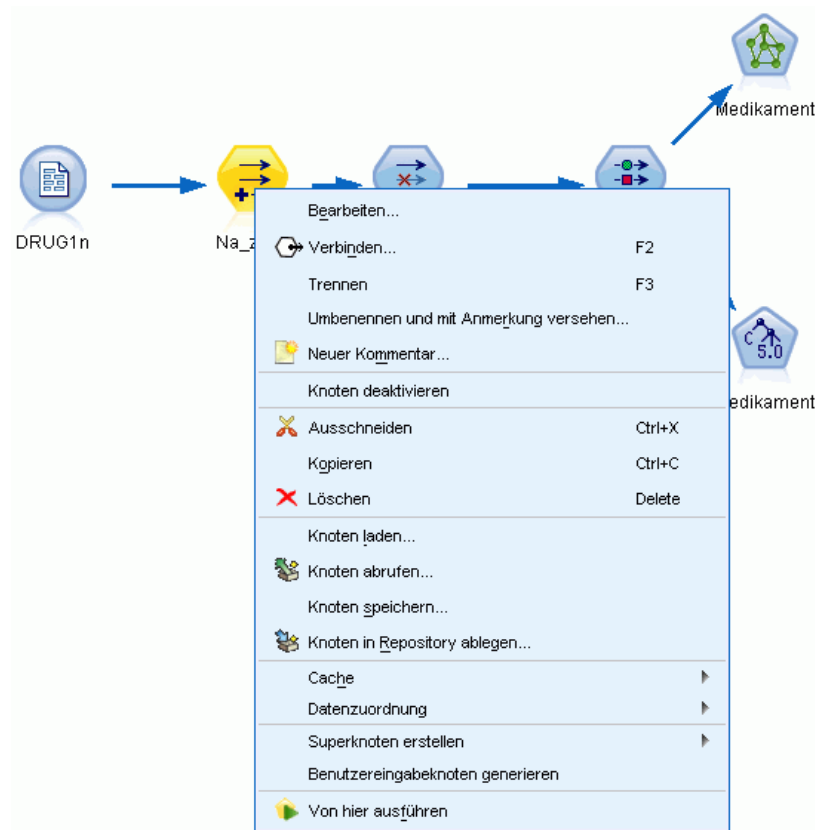 Medikament
DRUG1n
Na_z
Bearbeiten...
Verbinden... F2
Trennen F3
Umbenennen und mit Anmerkung versehen...
Neuer Kommentar...
C 5.0
Knoten deaktivieren
edikament
Ausschneiden Ctrl+X
Kopieren Ctrl+C
Löschen Delete
Knoten laden...
Knoten abrufen...
Knoten speichern...
Knoten in Repository ablegen...
Cache
Datenzuordnung
Superknoten erstellen
Benutzereingabeknoten generieren
Von hier ausführen